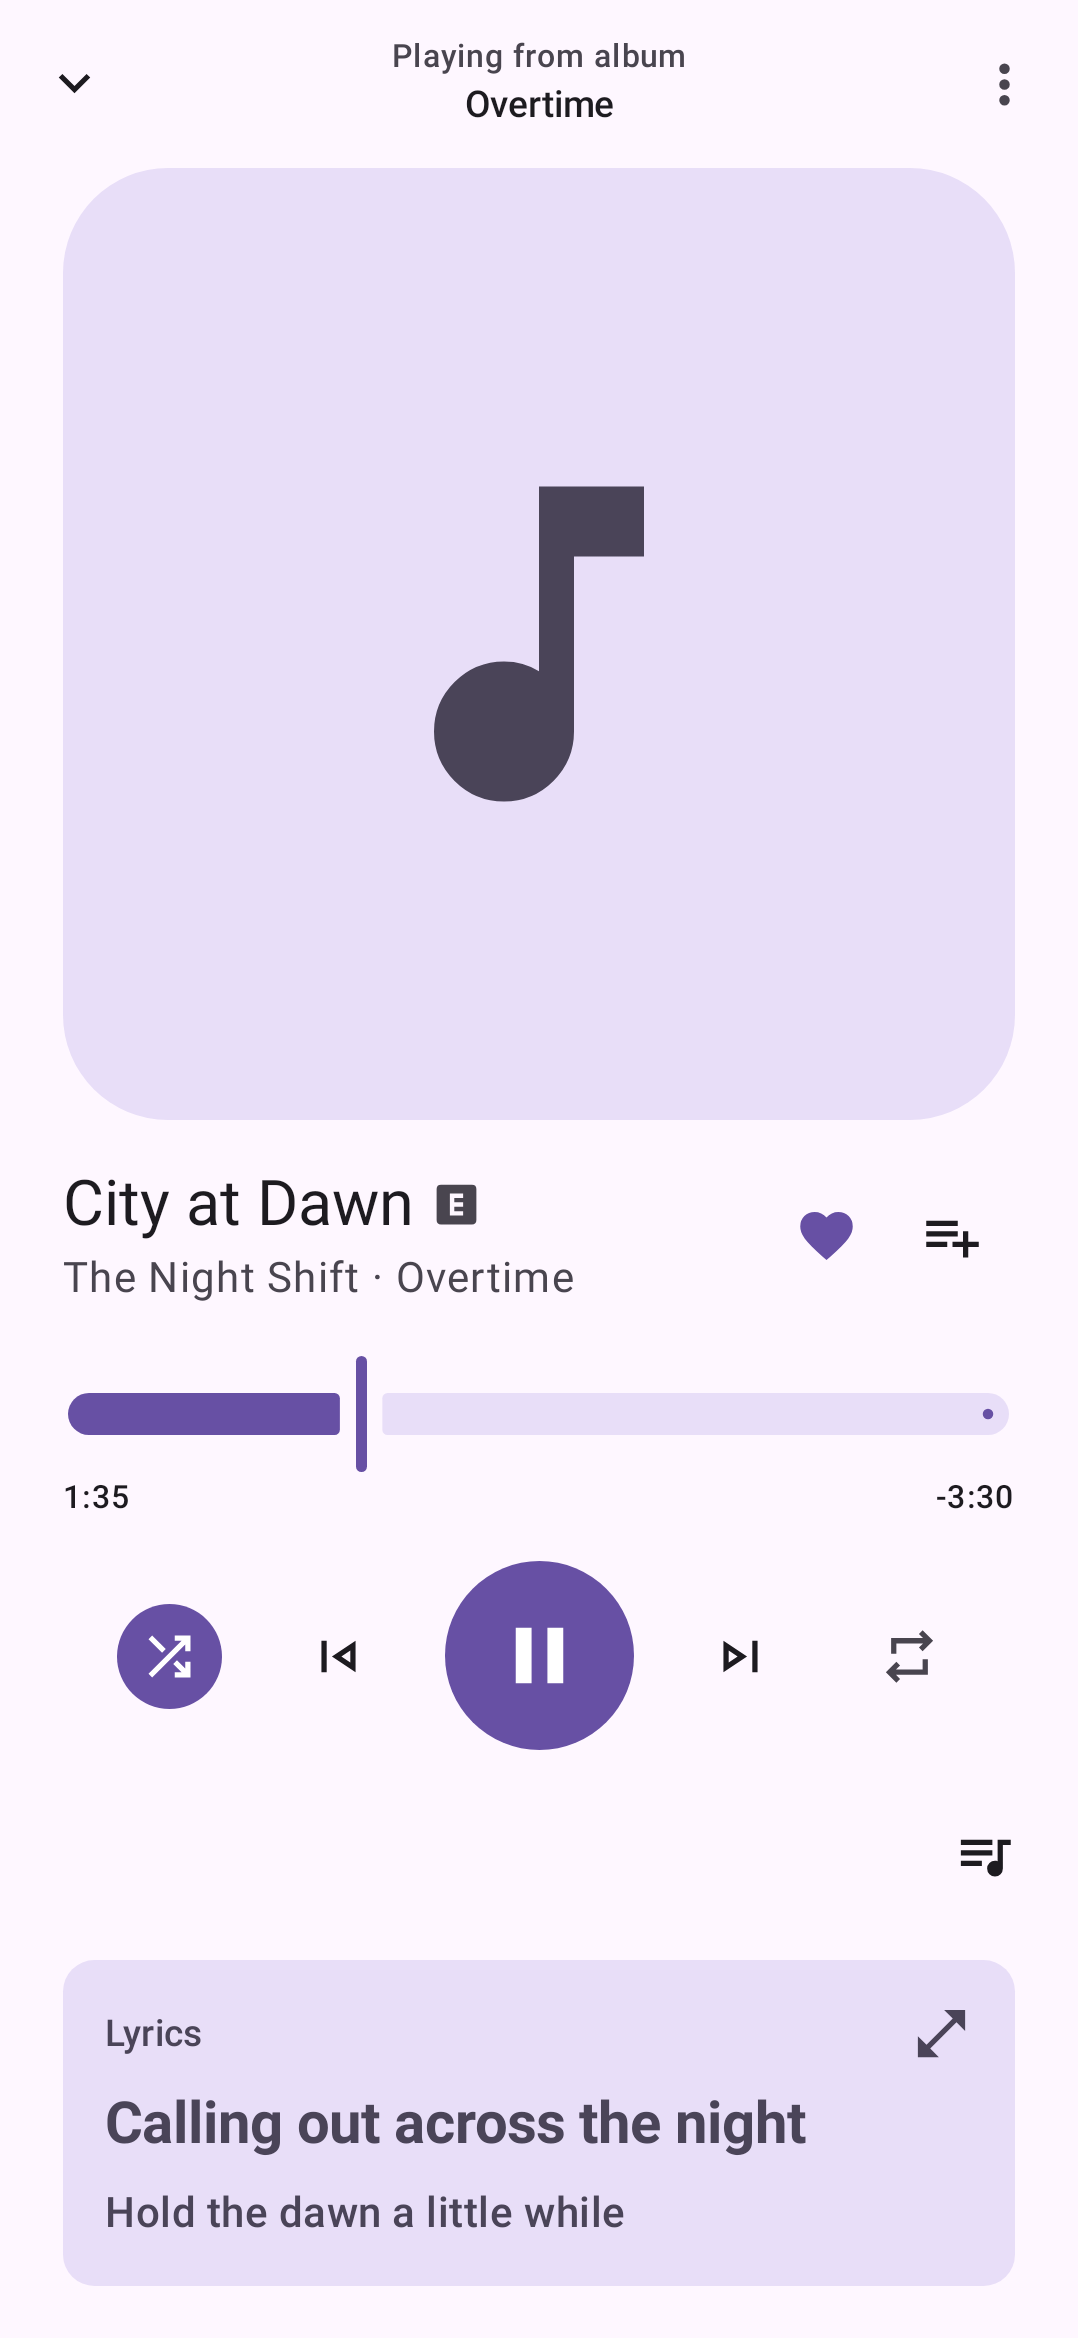 Playing from album
Overtime
City at Dawn E
The Night Shift · Overtime
1:35
-3:30
Lyrics
Calling out across the night
Hold the dawn a little while